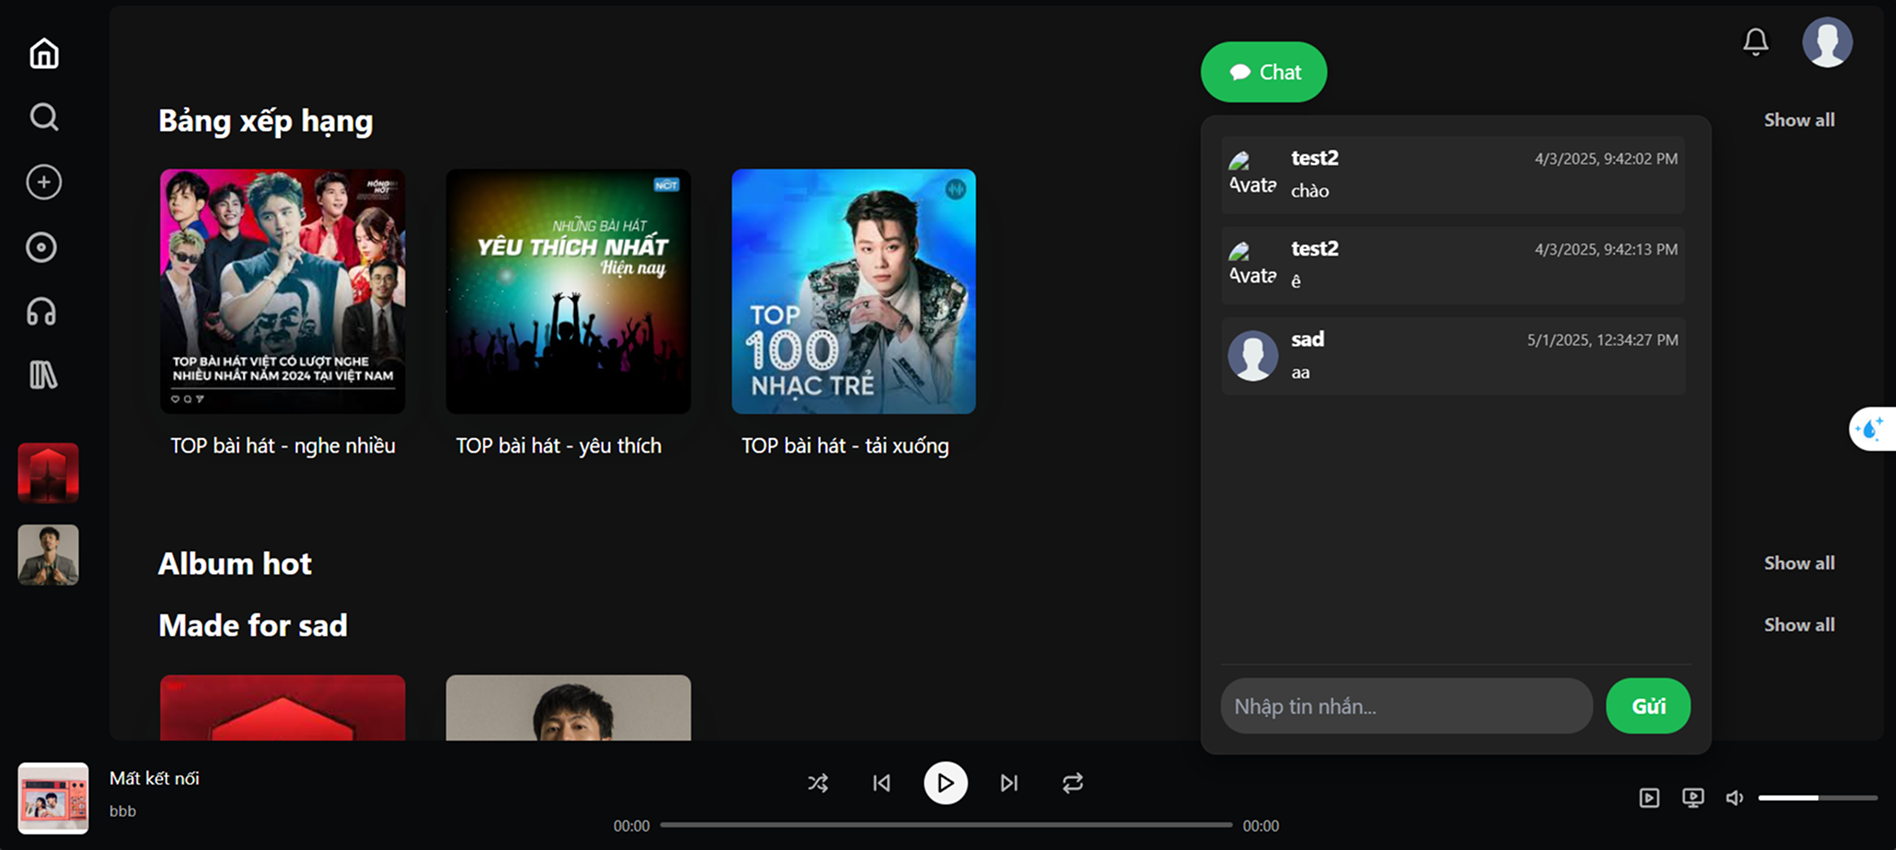 Chat
Bảng xếp hạng
Show all
HÓNG
HÓT
TOP BÀI HÁT VIỆT CÓ LƯỢT NGHE
NHIỀU NHẤT NĂM 2024 TẠI VIỆT NAM
NCT
NHỮNG BÀI HÁT
YÊU THÍCH NHẤT
Hiện nay
TOP
100
NHẠC TRẺ
TOP bài hát - nghe nhiều
TOP bài hát - yêu thích
TOP bài hát - tải xuống
Avata
test2
4/3/2025, 9:42:02 PM
chào
Avata
test2
4/3/2025, 9:42:13 PM
ê
sad
5/1/2025, 12:34:27 PM
aa
Album hot
Show all
Made for sad
Show all
Nhập tin nhắn...
Gửi
Mất kết nối
bbb
00:00
00:00